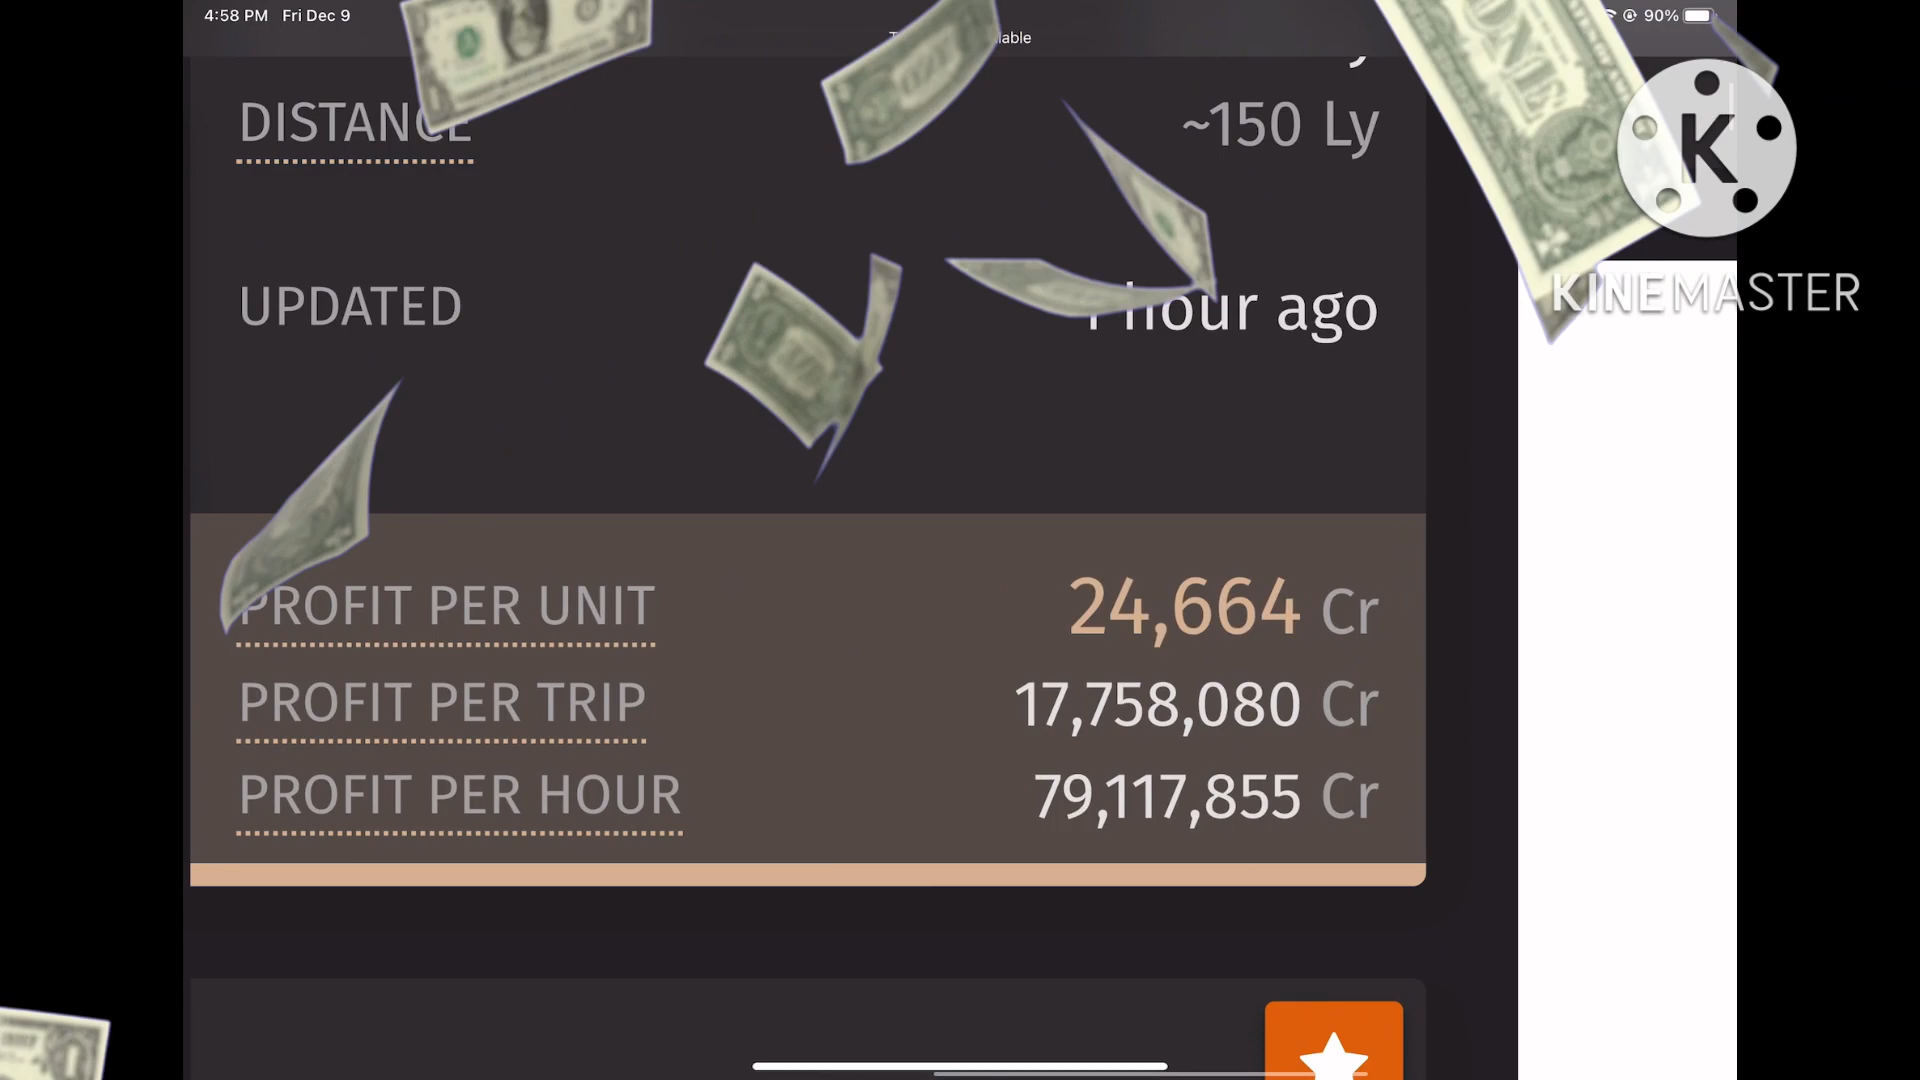 4:58 PM Fri Dec 9
90%
DISTANCE
~150 Ly
UPDATED
hour ago
PROFIT PER UNIT
24,664 Cr
PROFIT PER TRIP
17,758,080 Cr
PROFIT PER HOUR
79,117,855 Cr
K
KINEMASTER
ONE